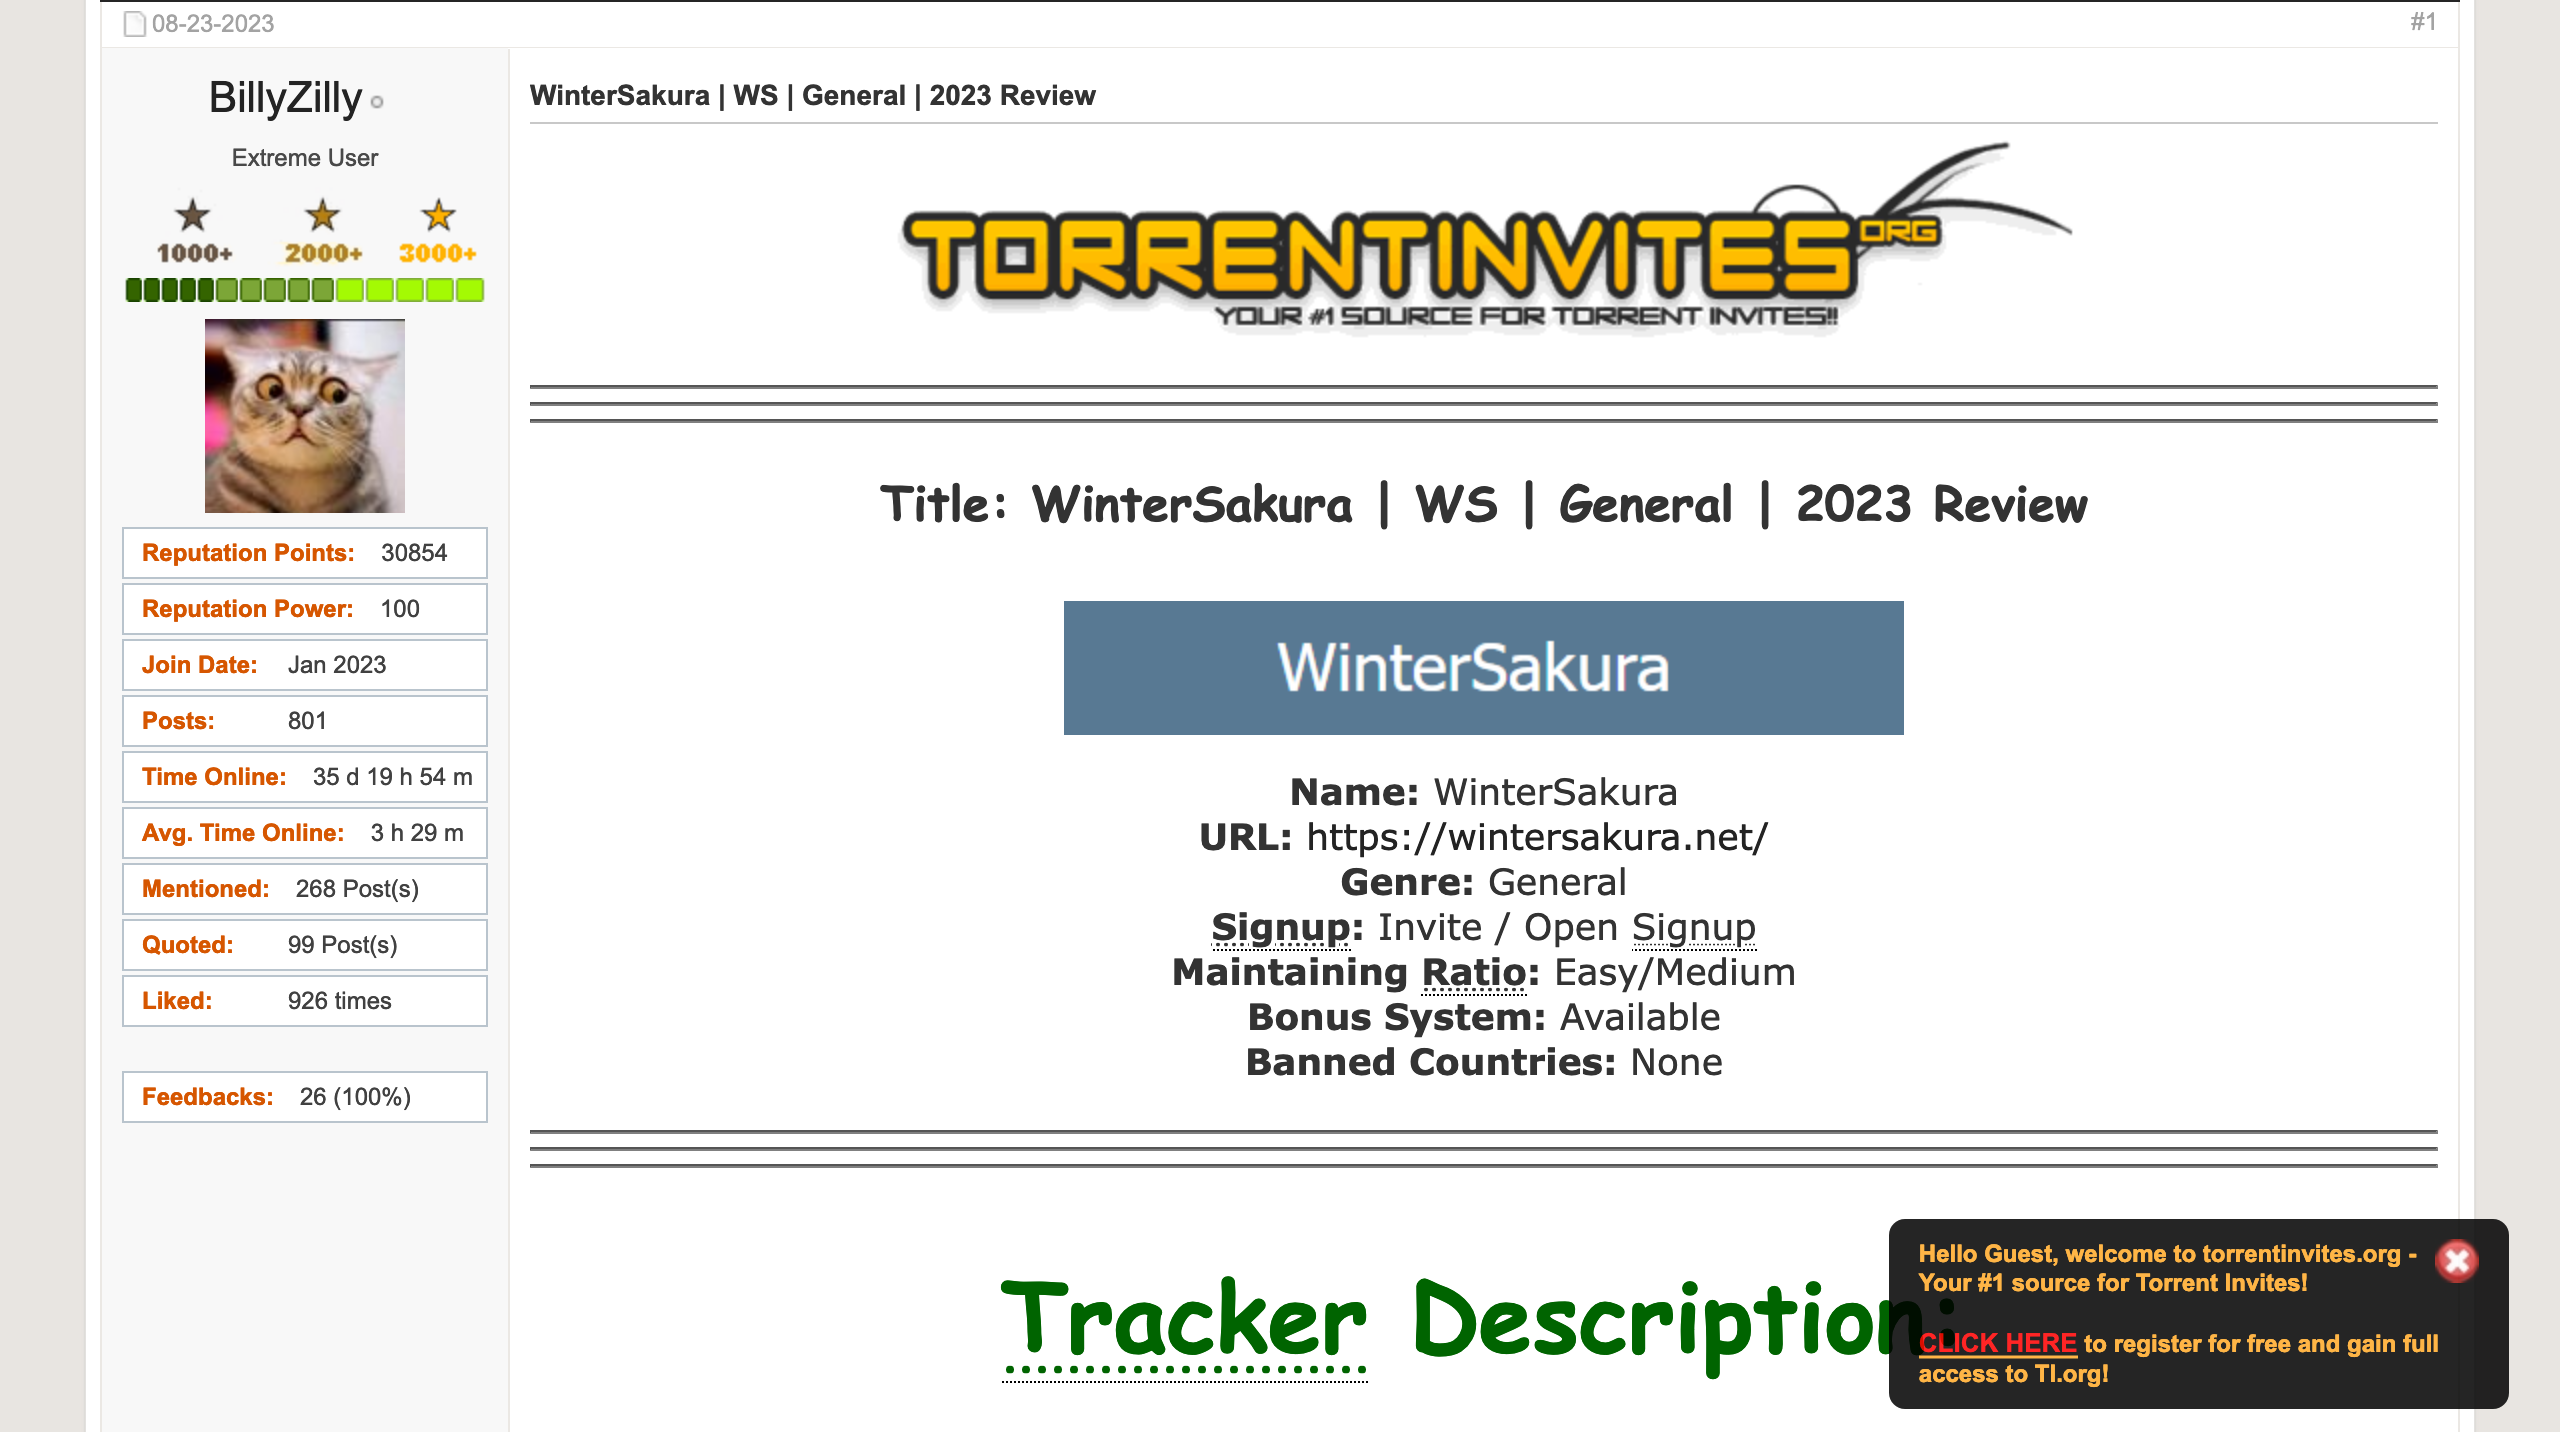 08-23-2023
#1
BillyZilly
Extreme User
1000+ 2000+ 3000+
Reputation Points: 30854
Reputation Power: 100
Join Date: Jan 2023
Posts: 801
Time Online: 35 d 19 h 54 m
Avg. Time Online: 3 h 29 m
Mentioned: 268 Post(s)
Quoted: 99 Post(s)
Liked: 926 times
Feedbacks: 26 (100%)
WinterSakura | WS | General | 2023 Review
TORRENTINVITES ORG
YOUR #1 SOURCE FOR TORRENT INVITES!!
Title: WinterSakura | WS | General | 2023 Review
WinterSakura
Name: WinterSakura
URL: https://wintersakura.net/
Genre: General
Signup: Invite / Open Signup
Maintaining Ratio: Easy/Medium
Bonus System: Available
Banned Countries: None
Tracker Description:
Hello Guest, welcome to torrentinvites.org -
Your #1 source for Torrent Invites!
CLICK HERE to register for free and gain full
access to TI.org!